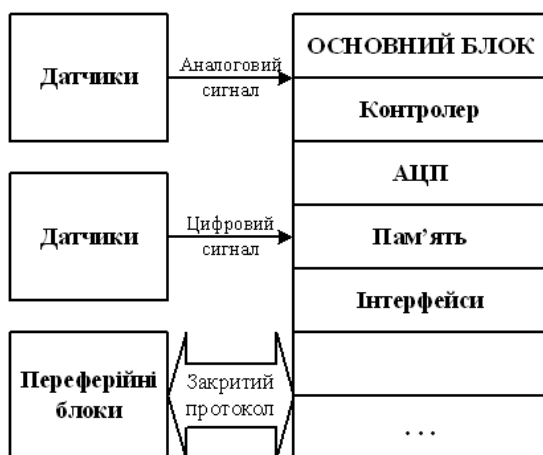 Датчики
Аналоговий
сигнал
ОСНОВНИЙ БЛОК
Контролер
АЦП
Датчики
Цифровий
сигнал
Пам’ять
Інтерфейси
Переферійні
блоки
Закритий
протокол
...